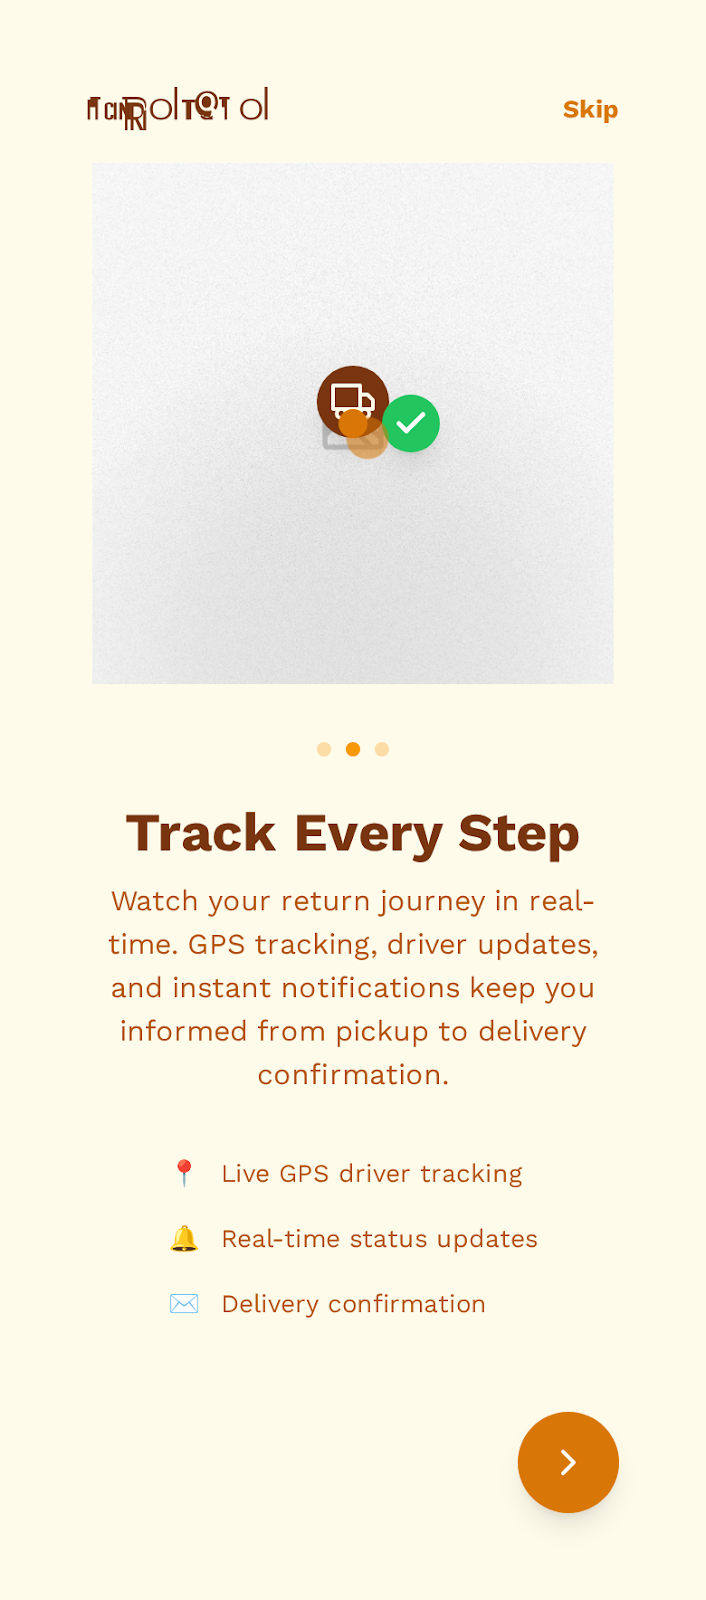 Skip
Track Every Step
Watch your return journey in real-
time. GPS tracking, driver updates,
and instant notifications keep you
informed from pickup to delivery
confirmation.
Live GPS driver tracking
Real-time status updates
Delivery confirmation